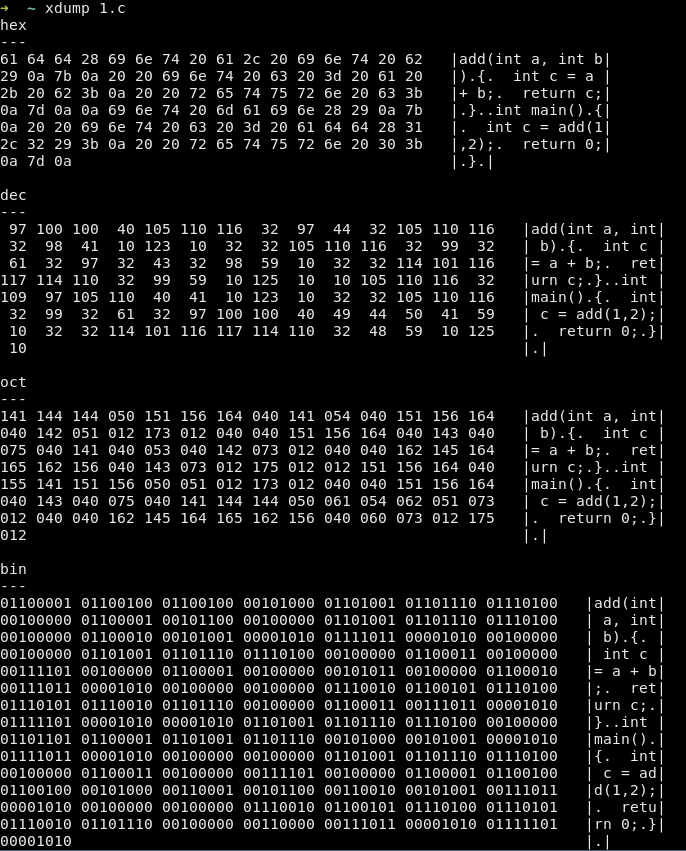 ➜  ~ xdump 1.c
hex
---
61 64 64 28 69 6e 74 20 61 2c 20 69 6e 74 20 62   |add(int a, int b|
29 0a 7b 0a 20 20 69 6e 74 20 63 20 3d 20 61 20   |).{.  int c = a |
2b 20 62 3b 0a 20 20 72 65 74 75 72 6e 20 63 3b   |+ b;.  return c;|
0a 7d 0a 0a 69 6e 74 20 6d 61 69 6e 28 29 0a 7b   |.}..int main().{|
0a 20 20 69 6e 74 20 63 20 3d 20 61 64 64 28 31   |.  int c = add(1|
2c 32 29 3b 0a 20 20 72 65 74 75 72 6e 20 30 3b   |,2);.  return 0;|
0a 7d 0a                                          |.}.|
dec
---
 97 100 100  40 105 110 116  32  97  44  32 105 110 116   |add(int a, int|
 32  98  41  10 123  10  32  32 105 110 116  32  99  32   | b).{.  int c |
 61  32  97  32  43  32  98  59  10  32  32 114 101 116   |= a + b;.  ret|
117 114 110  32  99  59  10 125  10  10 105 110 116  32   |urn c;.}..int |
109  97 105 110  40  41  10 123  10  32  32 105 110 116   |main().{.  int|
 32  99  32  61  32  97 100 100  40  49  44  50  41  59   | c = add(1,2);|
 10  32  32 114 101 116 117 114 110  32  48  59  10 125   |.  return 0;.}|
 10                                                       |.|
oct
---
141 144 144 050 151 156 164 040 141 054 040 151 156 164   |add(int a, int|
040 142 051 012 173 012 040 040 151 156 164 040 143 040   | b).{.  int c |
075 040 141 040 053 040 142 073 012 040 040 162 145 164   |= a + b;.  ret|
165 162 156 040 143 073 012 175 012 012 151 156 164 040   |urn c;.}..int |
155 141 151 156 050 051 012 173 012 040 040 151 156 164   |main().{.  int|
040 143 040 075 040 141 144 144 050 061 054 062 051 073   | c = add(1,2);|
012 040 040 162 145 164 165 162 156 040 060 073 012 175   |.  return 0;.}|
012                                                       |.|
bin
---
01100001 01100100 01100100 00101000 01101001 01101110 01110100   |add(int|
00100000 01100001 00101100 00100000 01101001 01101110 01110100   | a, int|
00100000 01100010 00101001 00001010 01111011 00001010 00100000   | b).{. |
00100000 01101001 01101110 01110100 00100000 01100011 00100000   | int c |
00111101 00100000 01100001 00100000 00101011 00100000 01100010   |= a + b|
00111011 00001010 00100000 00100000 01110010 01100101 01110100   |;.  ret|
01110101 01110010 01101110 00100000 01100011 00111011 00001010   |urn c;.|
01111101 00001010 00001010 01101001 01101110 01110100 00100000   |}..int |
01101101 01100001 01101001 01101110 00101000 00101001 00001010   |main().|
01111011 00001010 00100000 00100000 01101001 01101110 01110100   |{.  int|
00100000 01100011 00100000 00111101 00100000 01100001 01100100   | c = ad|
01100100 00101000 00110001 00101100 00110010 00101001 00111011   |d(1,2);|
00001010 00100000 00100000 01110010 01100101 01110100 01110101   |.  retu|
01110010 01101110 00100000 00110000 00111011 00001010 01111101   |rn 0;.}|
00001010                                                         |.|